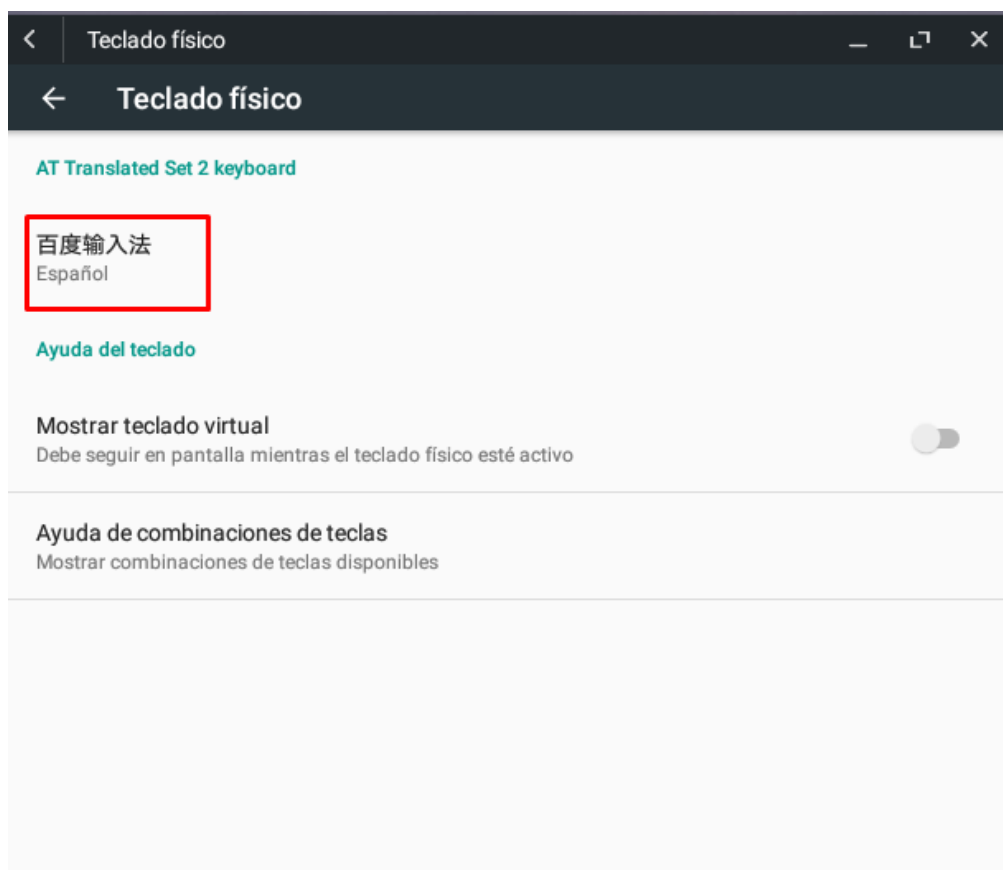 Teclado físico
Teclado físico
AT Translated Set 2 keyboard
百度输入法
Español
Ayuda del teclado
Mostrar teclado virtual
Debe seguir en pantalla mientras el teclado físico esté activo
Ayuda de combinaciones de teclas
Mostrar combinaciones de teclas disponibles